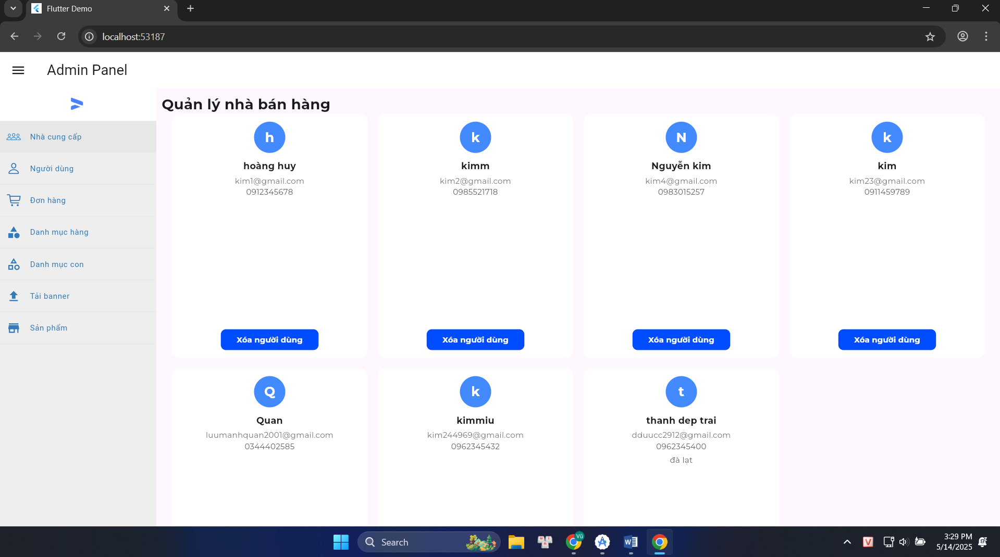 Flutter Demo
localhost:53187
Admin Panel
Nhà cung cấp
Người dùng
Đơn hàng
Danh mục hàng
Danh mục con
Tải banner
Sản phẩm
Quản lý nhà bán hàng
h
hoàng huy
kim1@gmail.com
0912345678
Xóa người dùng
k
kimm
kim2@gmail.com
0985521718
Xóa người dùng
N
Nguyễn kim
kim4@gmail.com
0983015257
Xóa người dùng
k
kim
kim23@gmail.com
0911459789
Xóa người dùng
Q
Quan
luumanhquan2001@gmail.com
0344402585
k
kimmiu
kim244969@gmail.com
0962345432
t
thanh dep trai
dduucc2912@gmail.com
0962345400
đà lạt
Search
Vũ
W
V
3:29 PM
5/14/2025